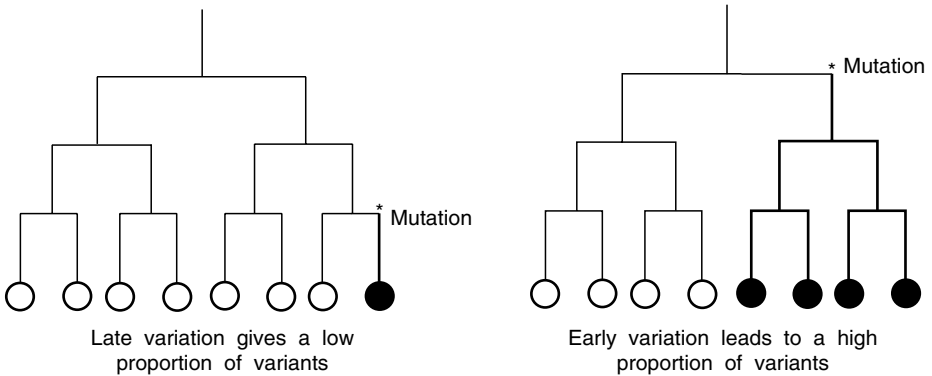 * Mutation
* Mutation
Late variation gives a low
proportion of variants
Early variation leads to a high
proportion of variants